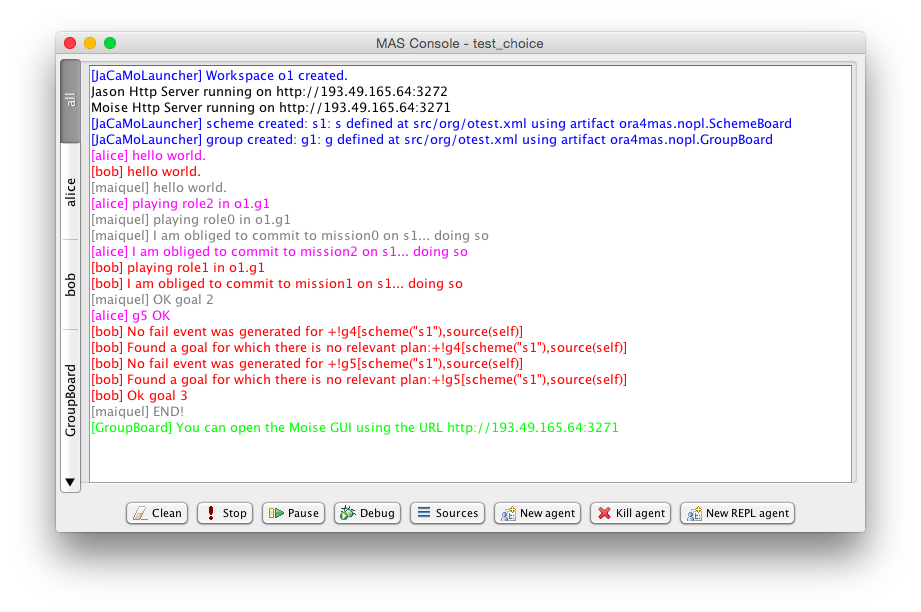 MAS Console - test_choice
all
alice
bob
GroupBoard
[JaCaMoLauncher] Workspace o1 created.
Jason Http Server running on http://193.49.165.64:3272
Moise Http Server running on http://193.49.165.64:3271
[JaCaMoLauncher] scheme created: s1: s defined at src/org/otest.xml using artifact ora4mas.nopl.SchemeBoard
[JaCaMoLauncher] group created: g1: g defined at src/org/otest.xml using artifact ora4mas.nopl.GroupBoard
[alice] hello world.
[bob] hello world.
[maiquel] hello world.
[alice] playing role2 in o1.g1
[maiquel] playing role0 in o1.g1
[maiquel] I am obliged to commit to mission0 on s1... doing so
[alice] I am obliged to commit to mission2 on s1... doing so
[bob] playing role1 in o1.g1
[bob] I am obliged to commit to mission1 on s1... doing so
[maiquel] OK goal 2
[alice] g5 OK
[bob] No fail event was generated for +!g4[scheme("s1"),source(self)]
[bob] Found a goal for which there is no relevant plan:+!g4[scheme("s1"),source(self)]
[bob] No fail event was generated for +!g5[scheme("s1"),source(self)]
[bob] Found a goal for which there is no relevant plan:+!g5[scheme("s1"),source(self)]
[bob] Ok goal 3
[maiquel] END!
[GroupBoard] You can open the Moise GUI using the URL http://193.49.165.64:3271
Clean Stop Pause Debug Sources New agent Kill agent New REPL agent